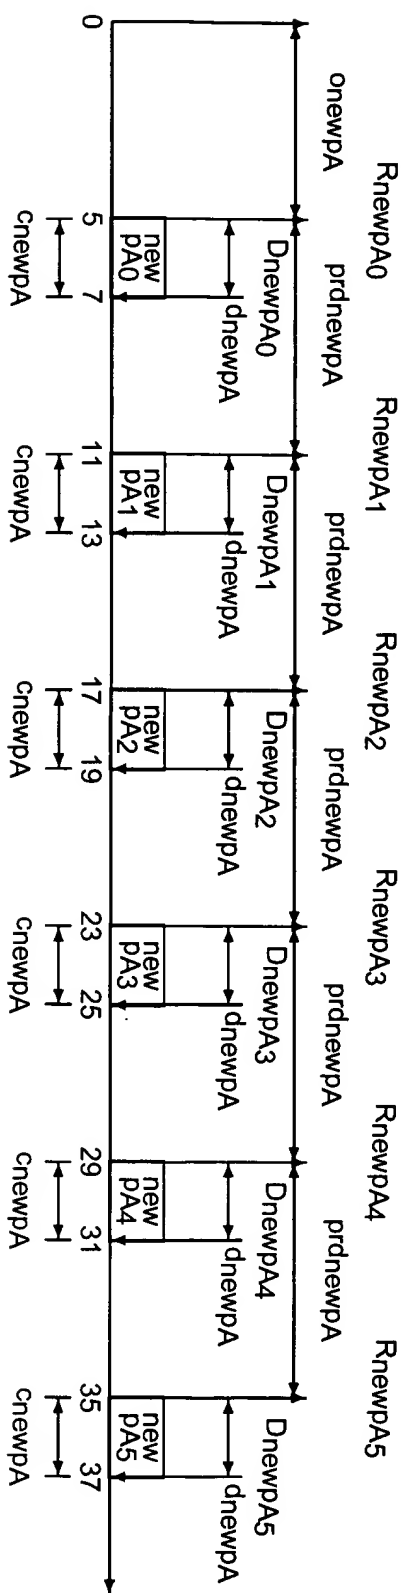 RnewpA0 RnewpA1 RnewpA2 RnewpA3 RnewpA4 RnewpA5
onewpA prdnewpA prdnewpA prdnewpA prdnewpA prdnewpA
DnewpA0 DnewpA1 DnewpA2 DnewpA3 DnewpA4 DnewpA5
dnewpA dnewpA dnewpA dnewpA dnewpA dnewpA
new new new new new new
pA0 pA1 pA2 pA3 pA4 pA5
0 5 7 11 13 17 19 23 25 29 31 35 37
cnewpA cnewpA cnewpA cnewpA cnewpA cnewpA